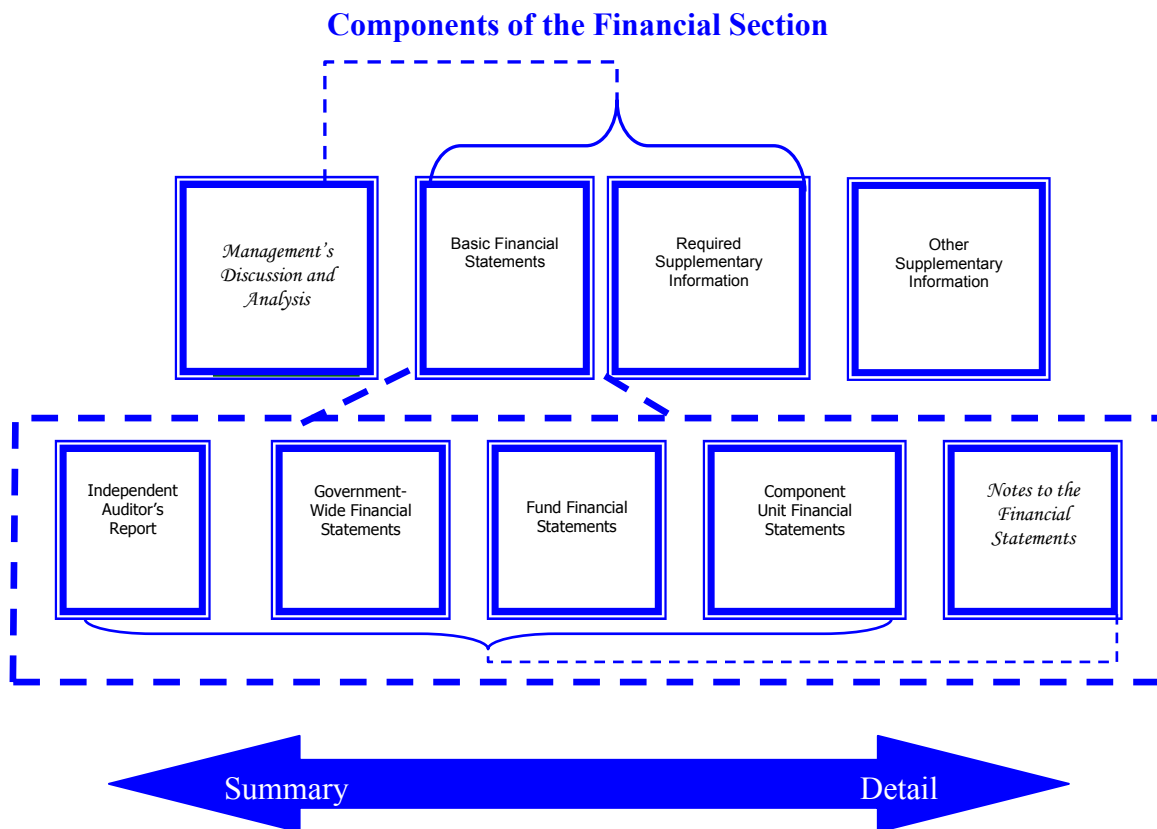 Components of the Financial Section
Management's
Discussion and
Analysis
Basic Financial
Statements
Required
Supplementary
Information
Other
Supplementary
Information
Independent
Auditor's
Report
Government-
Wide Financial
Statements
Fund Financial
Statements
Component
Unit Financial
Statements
Notes to the
Financial
Statements
Summary
Detail